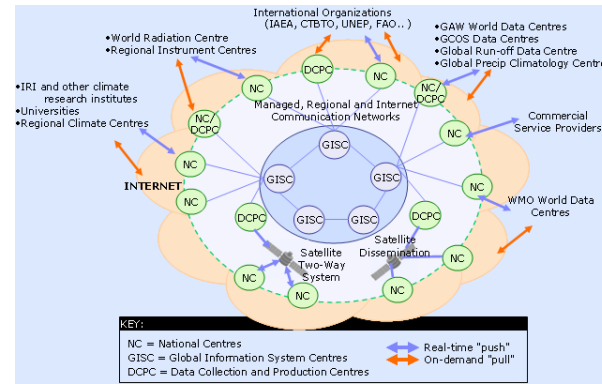 International Organizations
(IAEA, CTBTO, UNEP, FAO.. )
•World Radiation Centre
•Regional Instrument Centres
•GAW World Data Centres
•GCOS Data Centres
•Global Run-off Data Centre
•Global Precip Climatology Centre
•IRI and other climate
research institutes
•Universities
•Regional Climate Centres
Commercial
Service Providers
WMO World Data
Centres
INTERNET
NC
DCPC
NC
NC/
DCPC
NC/
DCPC
NC
NC
NC
NC
Managed, Regional and Internet
Communication Networks
GISC
GISC
GISC
GISC
GISC
DCPC
DCPC
Satellite
Two-Way
System
Satellite
Dissemination
NC
NC
NC
NC
KEY:
NC = National Centres
GISC = Global Information System Centres
DCPC = Data Collection and Production Centres
Real-time "push"
On-demand "pull"